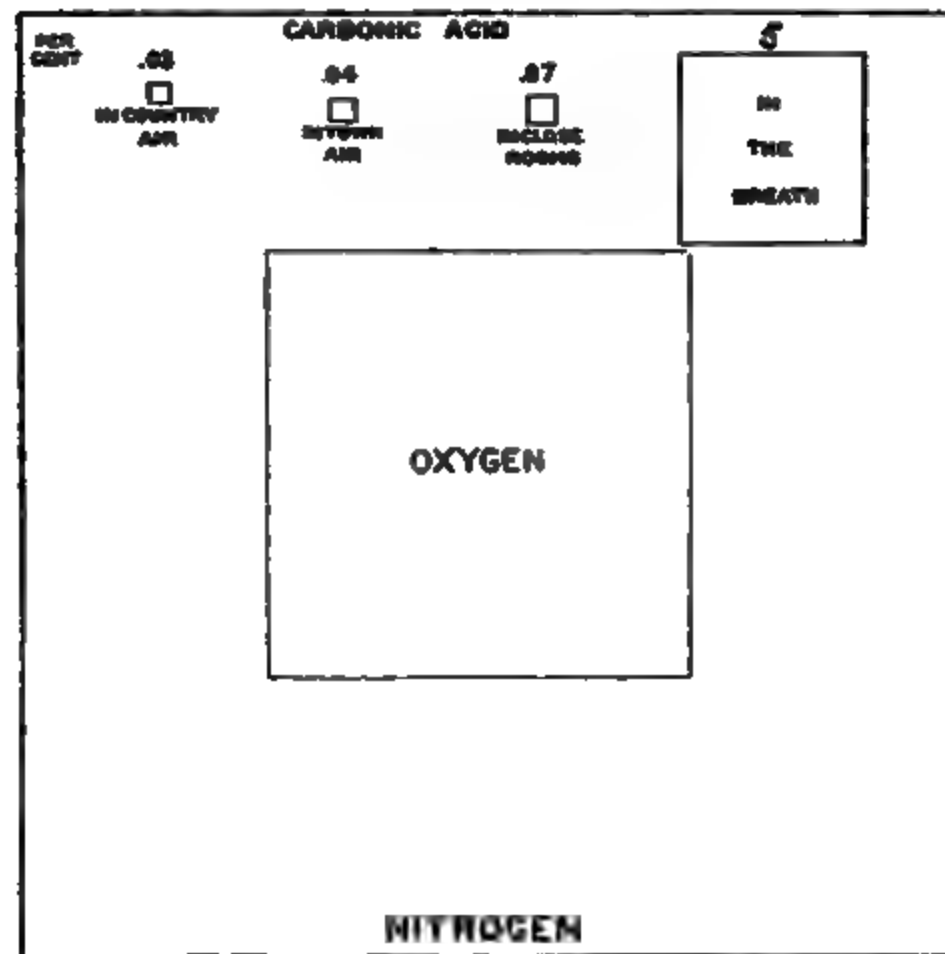 PER
CENT
CARBONIC ACID
.03
IN COUNTRY
AIR
.04
IN TOWN
AIR
.07
IN CLOSE
ROOMS
5
IN
THE
BREATH
OXYGEN
NITROGEN